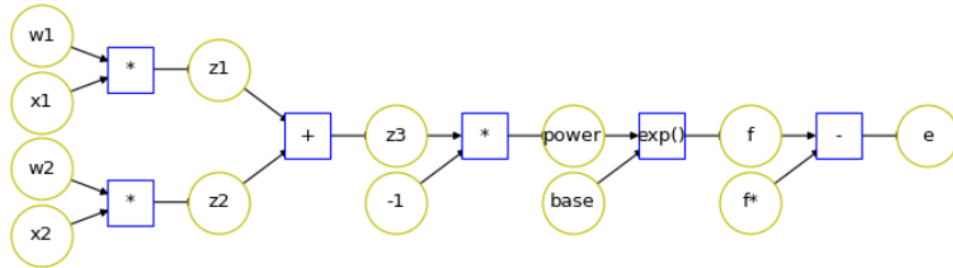 w1
*
z1
x1
+
z3
*
power
exp()
f
-
e
w2
*
z2
-1
base
f*
x2